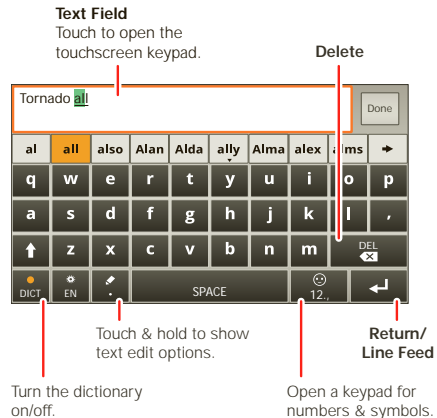 Text Field
Touch to open the
touchscreen keypad.
Delete
Tornado all
Done
al all also Alan Alda ally Alma alex alms
q w e r t y u i o p
a s d f g h j k l ,
z x c v b n m DEL
DICT EN . SPACE 12.,
Touch & hold to show
text edit options.
Return/
Line Feed
Turn the dictionary
on/off.
Open a keypad for
numbers & symbols.